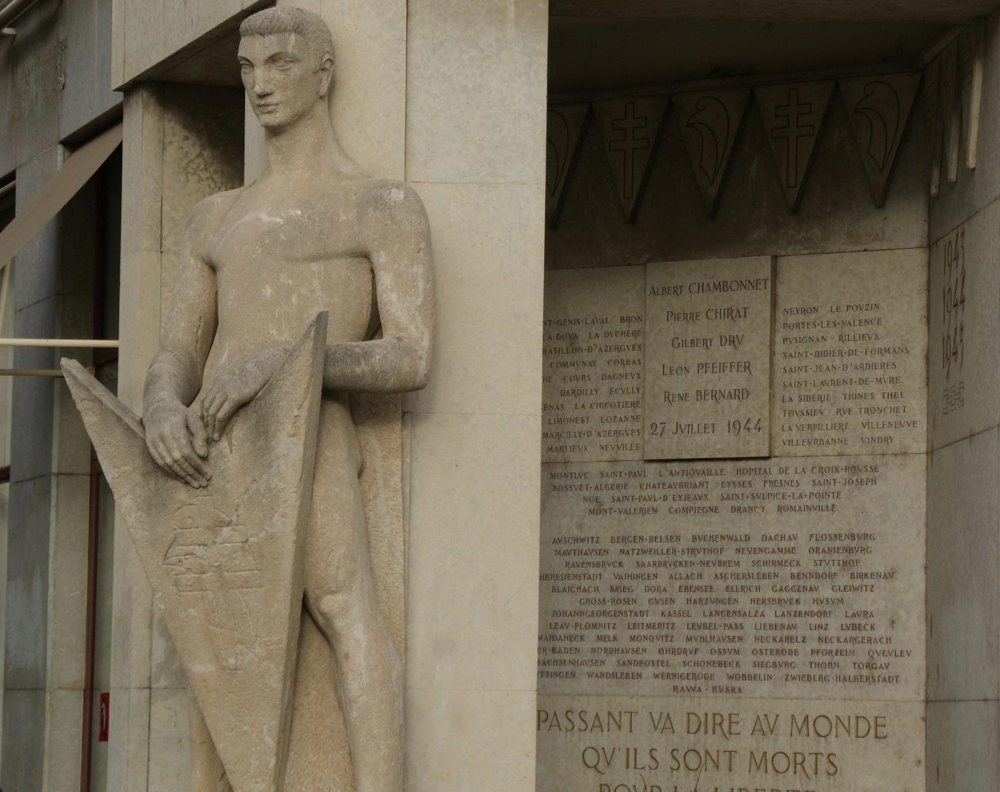 ALBERT CHAMBONNET
PIERRE CHIRAT
GILBERT DRV
LEON PFEIFFER
RENE BERNARD
27 JVILLET 1944
NT-GENIS-LAVAL BRON
LA DOVA LA DVCHERE
HATILLON-D'AZERGVES
COMMVNAY CORBAS
HE COVRS DAGNEVX
DARDILLY ECVLLY
ENAS LA CHICOTIERE
LIMONEST LOZANNE
MARCILLY-D'AZERGVES
MARLIEVX NEVVILLE
NEYRON LE POVZIN
PORTES-LES-VALENCE
PVSIGNAN RILLIEVX
SAINT-DIDIER-DE-FORMANS
SAINT-JEAN-D'ARDIERES
SAINT-LAVRENT-DE-MVRE
LA SIBERIE THINES THEL
TOVSSIEV RVE TRONCHET
LA VERPILLIERE VILLENEVVE
VILLEVRBANNE VINDRY
MONTLVC SAINT-PAVL L'ANTIQVAILLE HOPITAL DE LA CROIX-ROVSSE
BOSSVET-ALGERIE CHATEAVBRIANT EYSSES FRESNES SAINT-JOSEPH
NOE SAINT-PAVL-D'EYJEAVX SAINT-SVLPICE-LA-POINTE
MONT-VALERIEN COMPIEGNE DRANCY ROMAINVILLE
AVSCHWITZ BERGEN-BELSEN BVCHENWALD DACHAV FLOSSENBVRG
MAVTHAVSEN NATZWEILLER-STRVTHOF NEVENGAMME ORANIENBVRG
RAVENSBRVCK SAARBRVCKEN-NEVBREM SCHIRMECK STVTTHOF
HERESIENSTADT VAIHINGEN ALLACH ASCHERSLEBEN BENNDORF BIRKENAV
BLAICHACH BRIEG DORA EBENSEE ELLRICH GAGGENAV GLEIWITZ
GROSS-ROSEN GVSEN HARZVNGEN HERSBRVCK HVSVM
JOHANNGEORGENSTADT KASSEL LANGENSALZA LANZENDORF LAVRA
LEAV-PLOMNITZ LEITMERITZ LEVBEL-PASS LIEBENAV LINZ LVBECK
MAIDANECK MELK MONOVITZ MVHLHAVSEN NECKARELZ NECKARGERACH
ER-BADEN NORDHAVSEN OHRDRVF OSSVM OSTERODE PFORZEIM QVEVLEV
SACHSENHAVSEN SANDBOSTEL SCHONEBECK SIEGBVRG THORN TORGAV
TTINGEN WANDSLEBEN WERNIGERODE WOBBELIN ZWIEBERG-HALBERSTADT
RAWA-RVSKA
PASSANT VA DIRE AV MONDE
QV'ILS SONT MORTS
POVR LA LIBERTE
1943
1944
1945